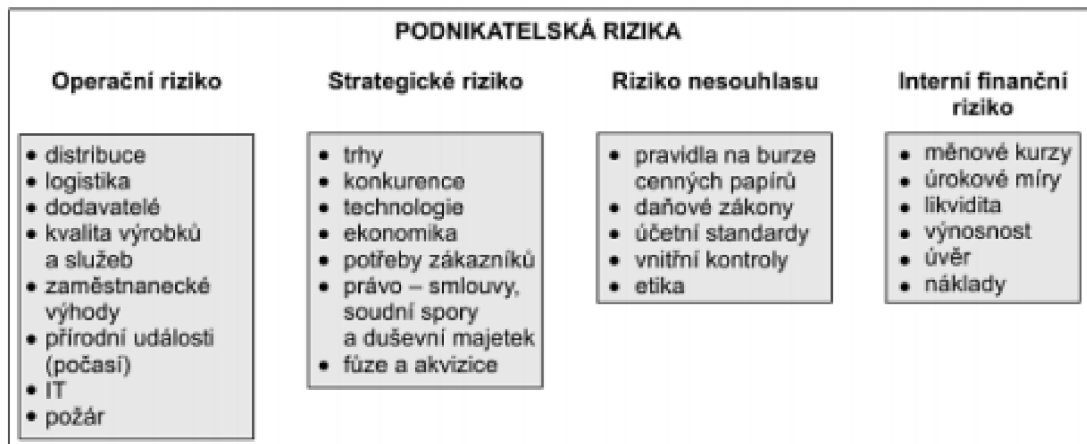 PODNIKATELSKÁ RIZIKA
Operační riziko
• distribuce
• logistika
• dodavatelé
• kvalita výrobků
a služeb
• zaměstnanecké
výhody
• přírodní události
(počasí)
• IT
• požár
Strategické riziko
• trhy
• konkurence
• technologie
• ekonomika
• potřeby zákazníků
• právo – smlouvy,
soudní spory
a duševní majetek
• fúze a akvizice
Riziko nesouhlasu
• pravidla na burze
cenných papírů
• daňové zákony
• účetní standardy
• vnitřní kontroly
• etika
Interní finanční
riziko
• měnové kurzy
• úrokové míry
• likvidita
• výnosnost
• úvěr
• náklady